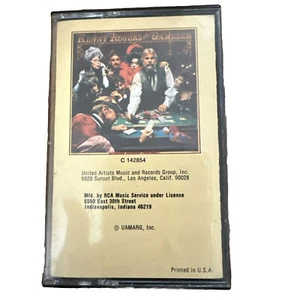 KENNY ROGERS THE GAMBLER
C 142854
United Artists Music and Records Group, Inc.
6920 Sunset Blvd., Los Angeles, Calif. 90028
Mfd. by RCA Music Service under License
6550 East 30th Street
Indianapolis, Indiana 46219
© UAMARG, Inc.
Printed in U.S.A.